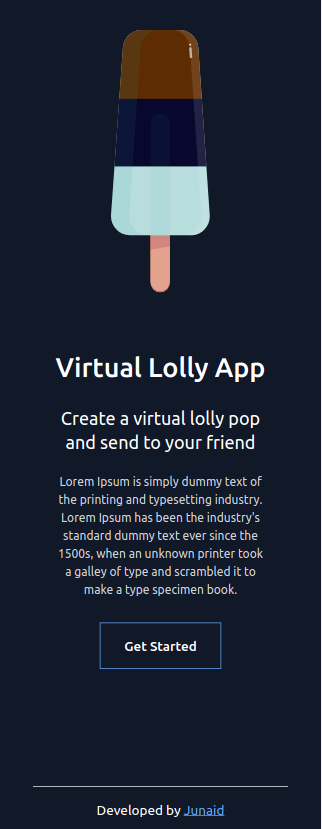 Virtual Lolly App
Create a virtual lolly pop
and send to your friend
Lorem Ipsum is simply dummy text of
the printing and typesetting industry.
Lorem Ipsum has been the industry's
standard dummy text ever since the
1500s, when an unknown printer took
a galley of type and scrambled it to
make a type specimen book.
Get Started
Developed by Junaid